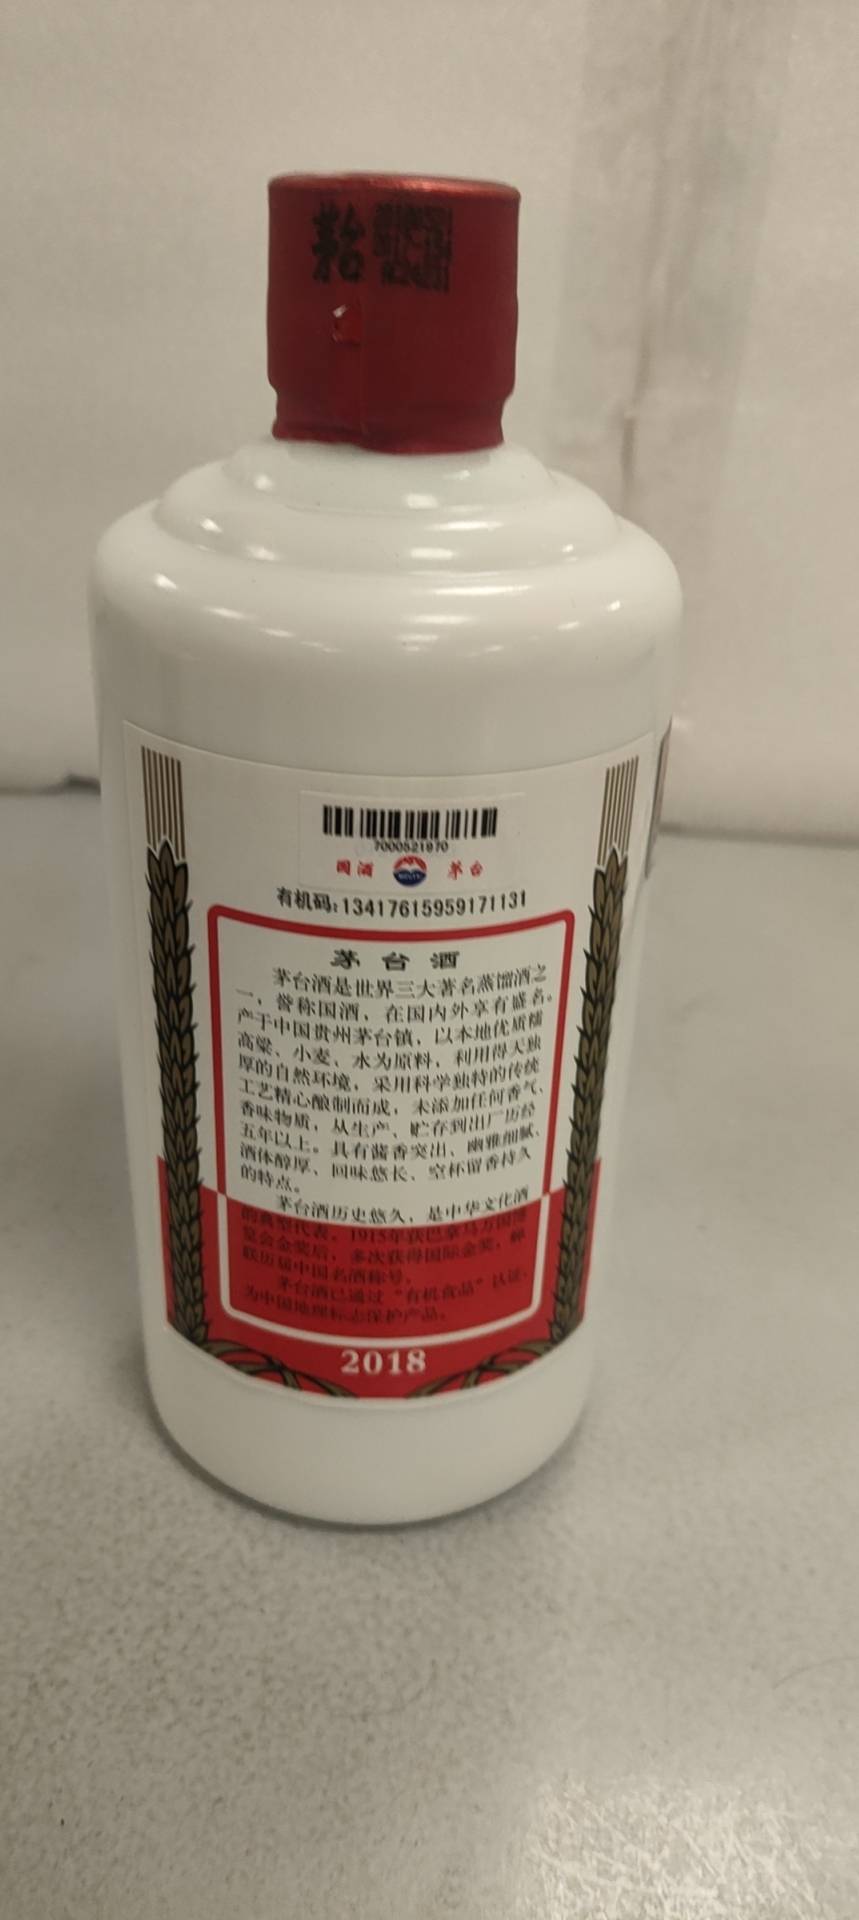 茅台
7000521970
国酒 茅台
有机码:13417615959171131
茅台酒
茅台酒是世界三大著名蒸馏酒之
一，誉称国酒，在国内外享有盛名。
产于中国贵州茅台镇，以本地优质糯
高粱、小麦、水为原料，利用得天独
厚的自然环境，采用科学独特的传统
工艺精心酿制而成，未添加任何香气、
香味物质，从生产、贮存到出厂历经
五年以上。具有酱香突出、幽雅细腻、
酒体醇厚、回味悠长、空杯留香持久
的特点。
茅台酒历史悠久，是中华文化酒
的典型代表。1915年获巴拿马万国博
览会金奖后，多次获得国际金奖，蝉
联历届中国名酒称号。
茅台酒已通过“有机食品”认证，
为中国地理标志保护产品。
2018